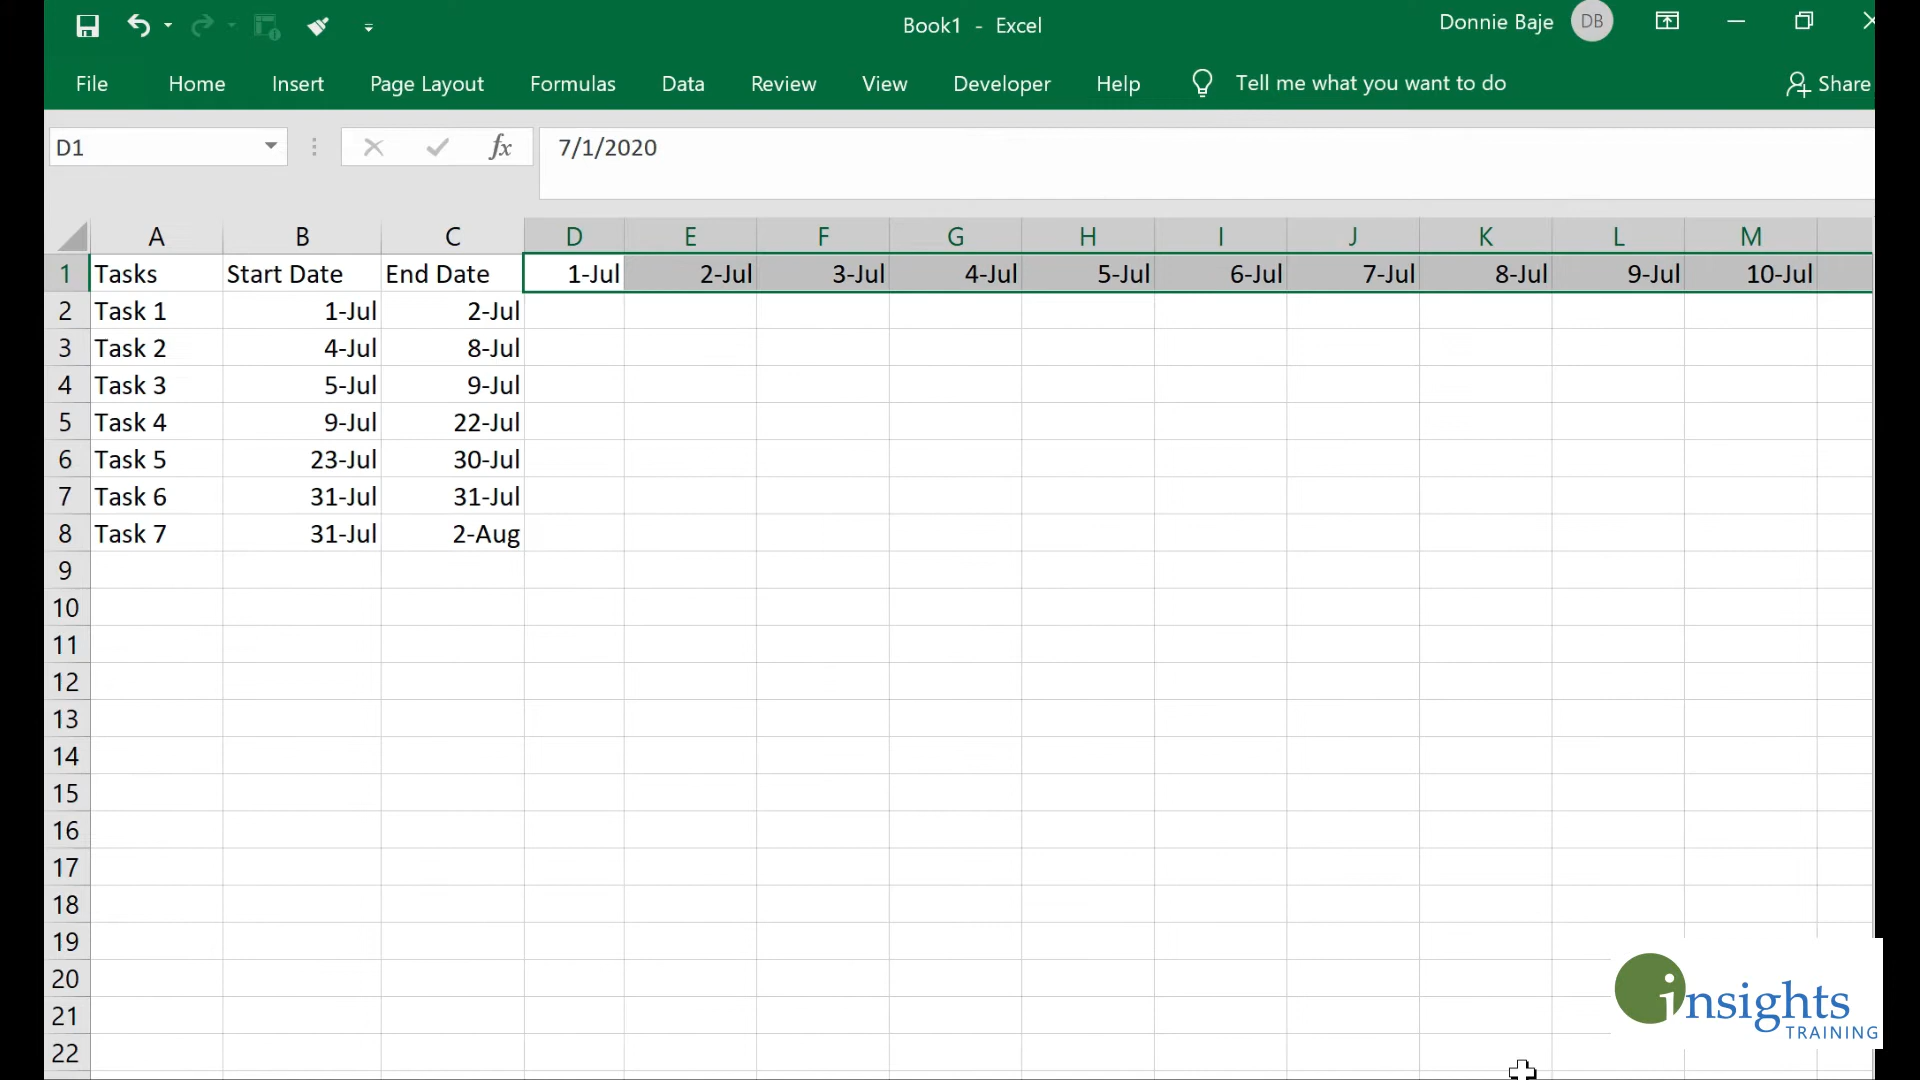 Book1 - Excel
Donnie Baje DB
File Home Insert Page Layout Formulas Data Review View Developer Help Tell me what you want to do Share
D1 fx 7/1/2020
A B C D E F G H I J K L M
1 Tasks Start Date End Date 1-Jul 2-Jul 3-Jul 4-Jul 5-Jul 6-Jul 7-Jul 8-Jul 9-Jul 10-Jul
2 Task 1 1-Jul 2-Jul
3 Task 2 4-Jul 8-Jul
4 Task 3 5-Jul 9-Jul
5 Task 4 9-Jul 22-Jul
6 Task 5 23-Jul 30-Jul
7 Task 6 31-Jul 31-Jul
8 Task 7 31-Jul 2-Aug
9
10
11
12
13
14
15
16
17
18
19
20
21
22
insights
TRAINING